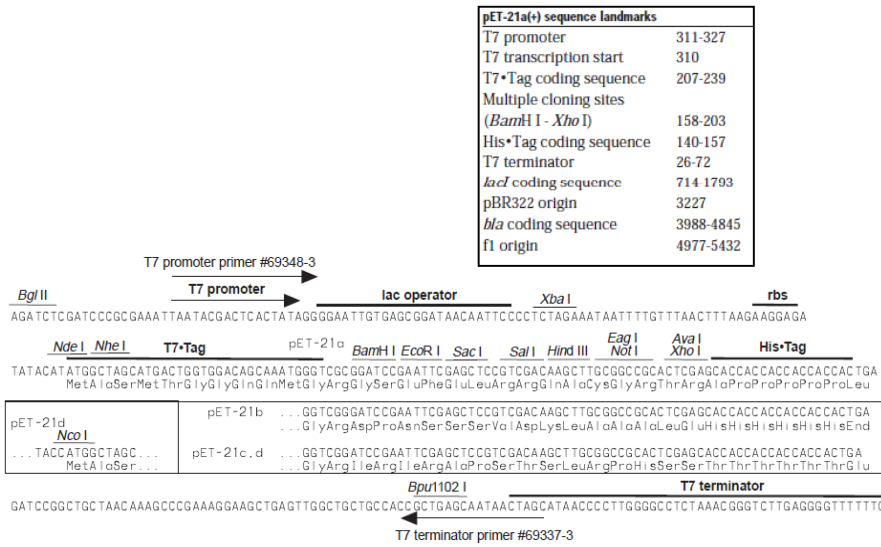 pET-21a(+) sequence landmarks
T7 promoter 311-327
T7 transcription start 310
T7•Tag coding sequence 207-239
Multiple cloning sites
(BamH I - Xho I) 158-203
His•Tag coding sequence 140-157
T7 terminator 26-72
lacI coding sequence 714-1793
pBR322 origin 3227
bla coding sequence 3988-4845
f1 origin 4977-5432
T7 promoter primer #69348-3
Bgl II T7 promoter lac operator Xba I rbs
AGATCTCGATCCCGCGAAATTAATACGACTCACTATAGGGGAATTGTGAGCGGATAACAATTCCCCTCTAGAAATAATTTTGTTTAACTTTAAGAAGGAGA
Nde I Nhe I T7•Tag pET-21a BamH I EcoR I Sac I Sal I Hind III Eag I Not I Ava I Xho I His•Tag
TATACATATGGCTAGCATGACTGGTGGACAGCAAATGGGTCGCGGATCCGAATTCGAGCTCCGTCGACAAGCTTGCGGCCGCACTCGAGCACCACCACCACCACCACTGA
MetAlaSerMetThrGlyGlyGlnGlnMetGlyArgGlySerGluPheGluLeuArgArgGlnAlaCysGlyArgThrArgAlaProProProProProLeu
pET-21d
Nco I
...TACCATGGCTAGC...
MetAlaSer...
pET-21b ...GGTCGGGATCCGAATTCGAGCTCCGTCGACAAGCTTGCGGCCGCACTCGAGCACCACCACCACCACCACTGA
GlyArgAspProAsnSerSerSerValAspLysLeuAlaAlaAlaLeuGluHisHisHisHisHisHisEnd
pET-21c,d ...GGTCGGATCCGAATTCGAGCTCCGTCGACAAGCTTGCGGCCGCACTCGAGCACCACCACCACCACCACTGA
GlyArgIleArgIleArgAlaProSerThrSerLeuArgProHisSerSerThrThrThrThrThrThrGlu
Bpu1102 I T7 terminator
GATCCGGCTGCTAACAAAGCCCGAAAGGAAGCTGAGTTGGCTGCTGCCACCGCTGAGCAATAACTAGCATAACCCCTTGGGGCCTCTAAACGGGTCTTGAGGGGTTTTTTG
T7 terminator primer #69337-3